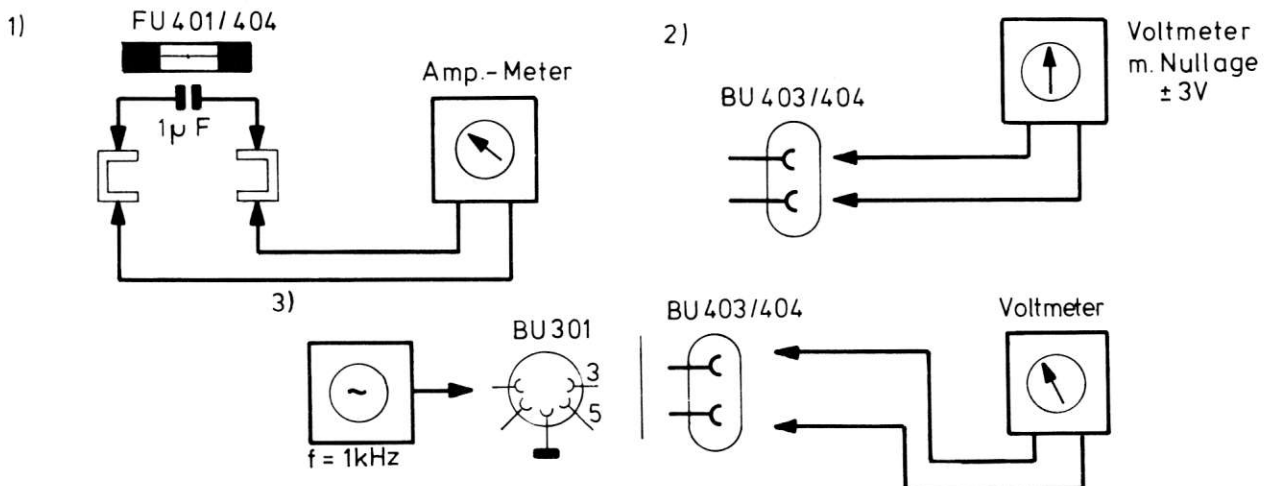 1)
FU 401/404
Amp.-Meter
1µ F
2)
BU 403/404
Voltmeter
m. Nullage
± 3V
3)
f = 1kHz
~
BU 301
3
5
BU 403/404
Voltmeter